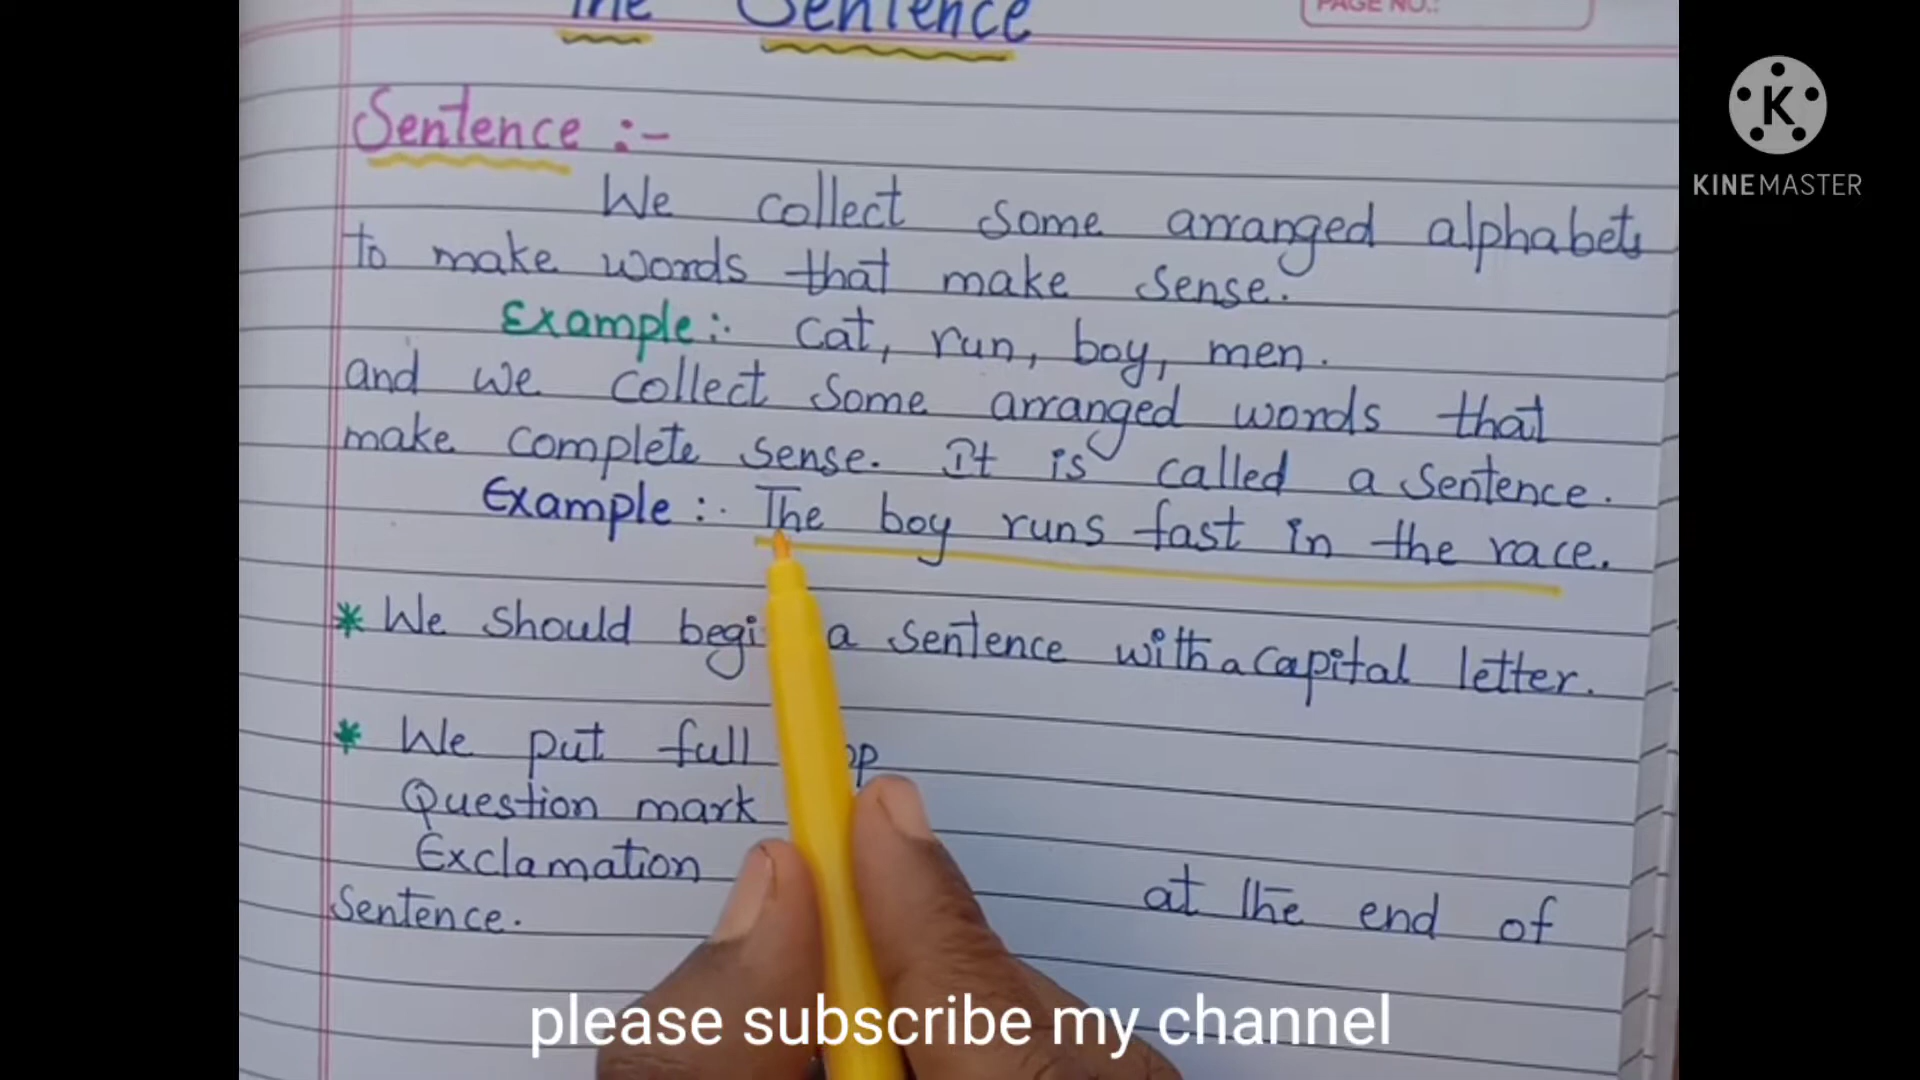 The Sentence
PAGE NO.:
Sentence :-
We collect some arranged alphabets
to make words that make sense.
Example :- cat, run, boy, men.
and we collect some arranged words that
make complete sense. It is called a sentence.
Example :- The boy runs fast in the race.
* We should begi a sentence with a capital letter.
* We put full op
Question mark
Exclamation at the end of
Sentence.
please subscribe my channel
K
KINEMASTER